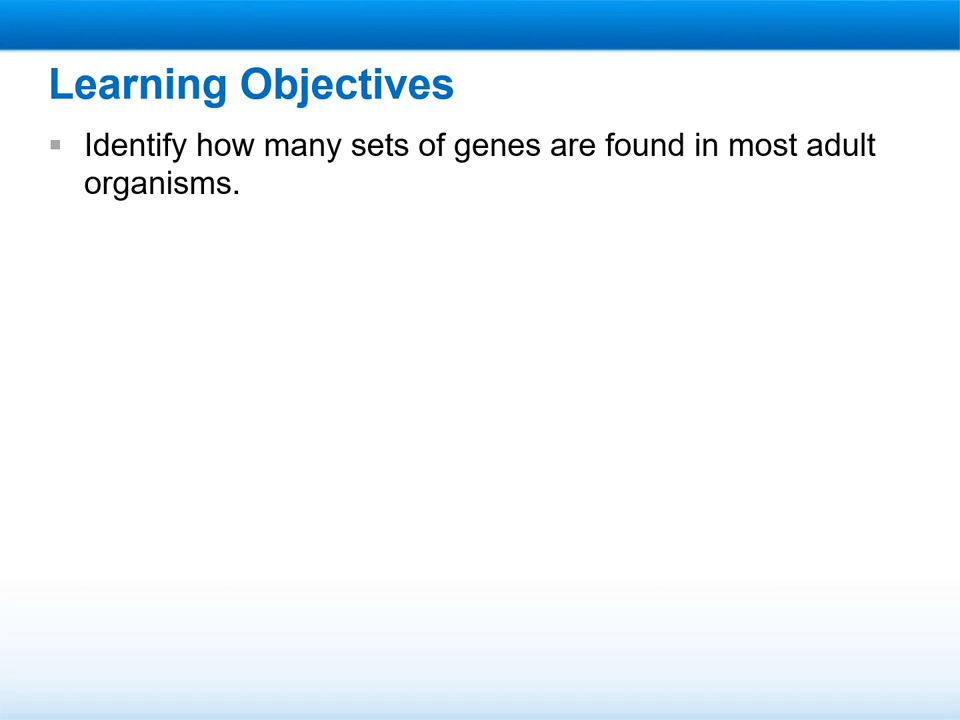 Learning Objectives
Identify how many sets of genes are found in most adult
organisms.